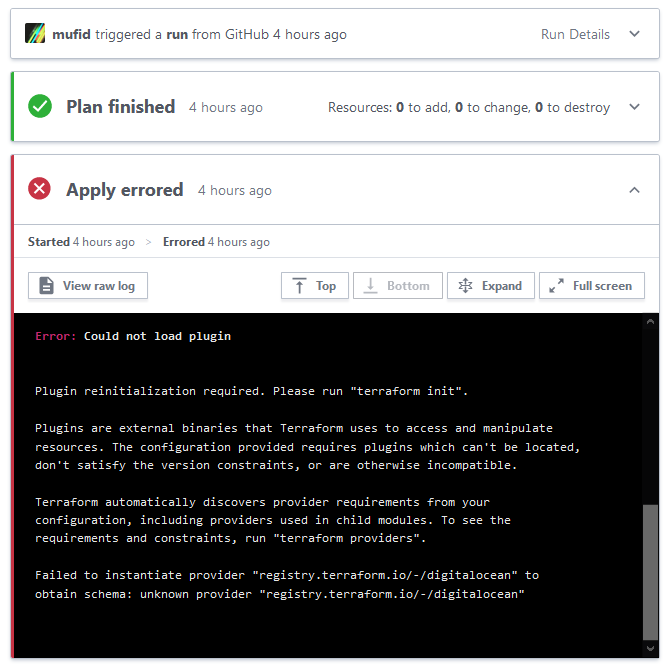 mufid triggered a run from GitHub 4 hours ago Run Details
Plan finished 4 hours ago Resources: 0 to add, 0 to change, 0 to destroy
Apply errored 4 hours ago
Started 4 hours ago > Errored 4 hours ago
View raw log Top Bottom Expand Full screen
Error: Could not load plugin
Plugin reinitialization required. Please run "terraform init".
Plugins are external binaries that Terraform uses to access and manipulate
resources. The configuration provided requires plugins which can't be located,
don't satisfy the version constraints, or are otherwise incompatible.
Terraform automatically discovers provider requirements from your
configuration, including providers used in child modules. To see the
requirements and constraints, run "terraform providers".
Failed to instantiate provider "registry.terraform.io/-/digitalocean" to
obtain schema: unknown provider "registry.terraform.io/-/digitalocean"